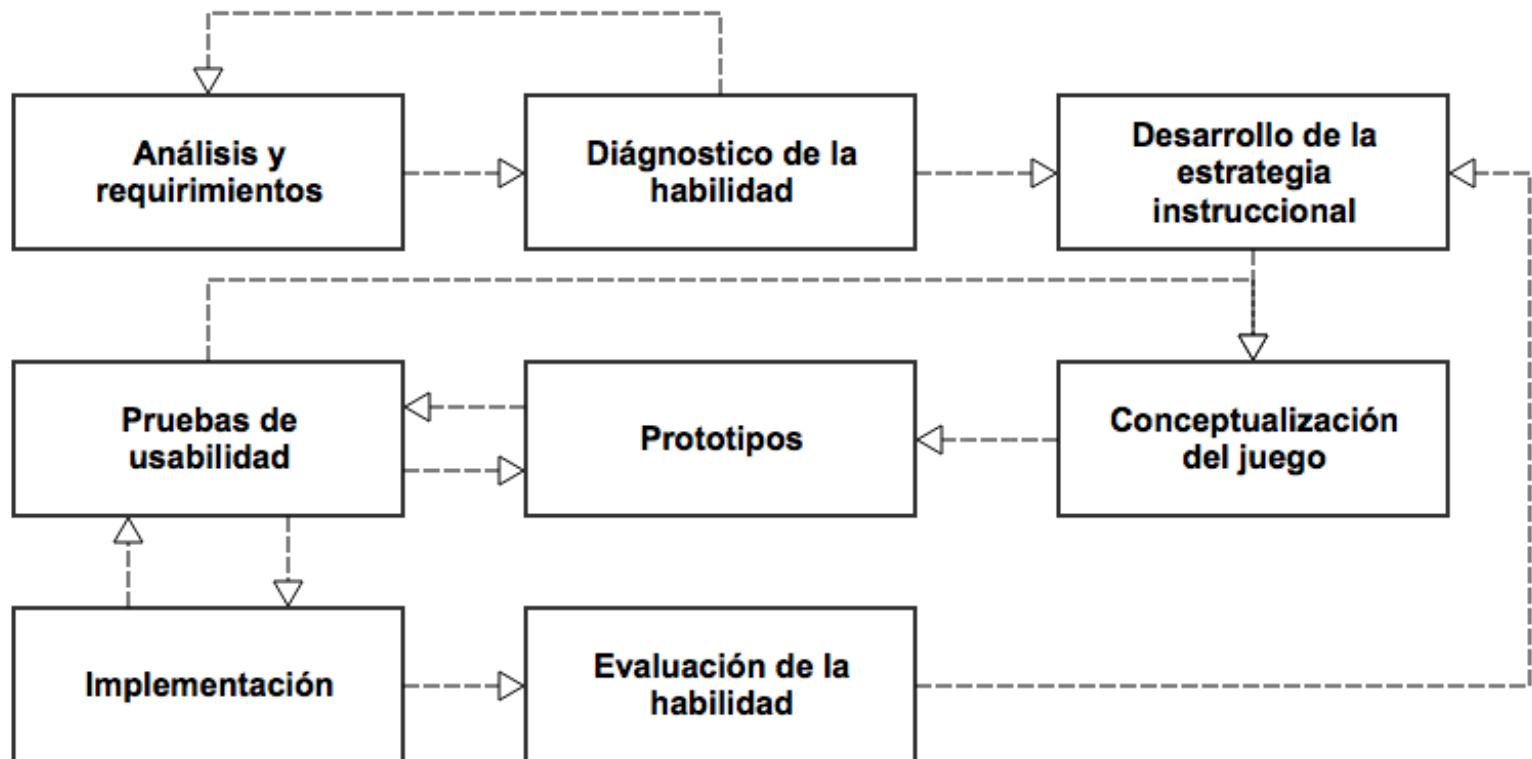 Análisis y
requirimientos
Diágnostico de la
habilidad
Desarrollo de la
estrategia
instruccional
Pruebas de
usabilidad
Prototipos
Conceptualización
del juego
Implementación
Evaluación de la
habilidad